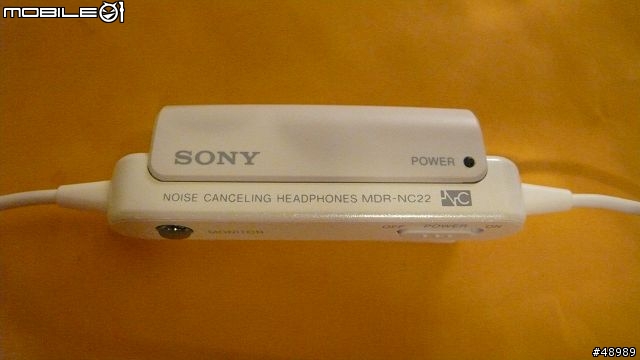 MOBILE01
SONY
POWER
NOISE CANCELING HEADPHONES MDR-NC22 NC
MONITOR
OFF POWER ON
#48989